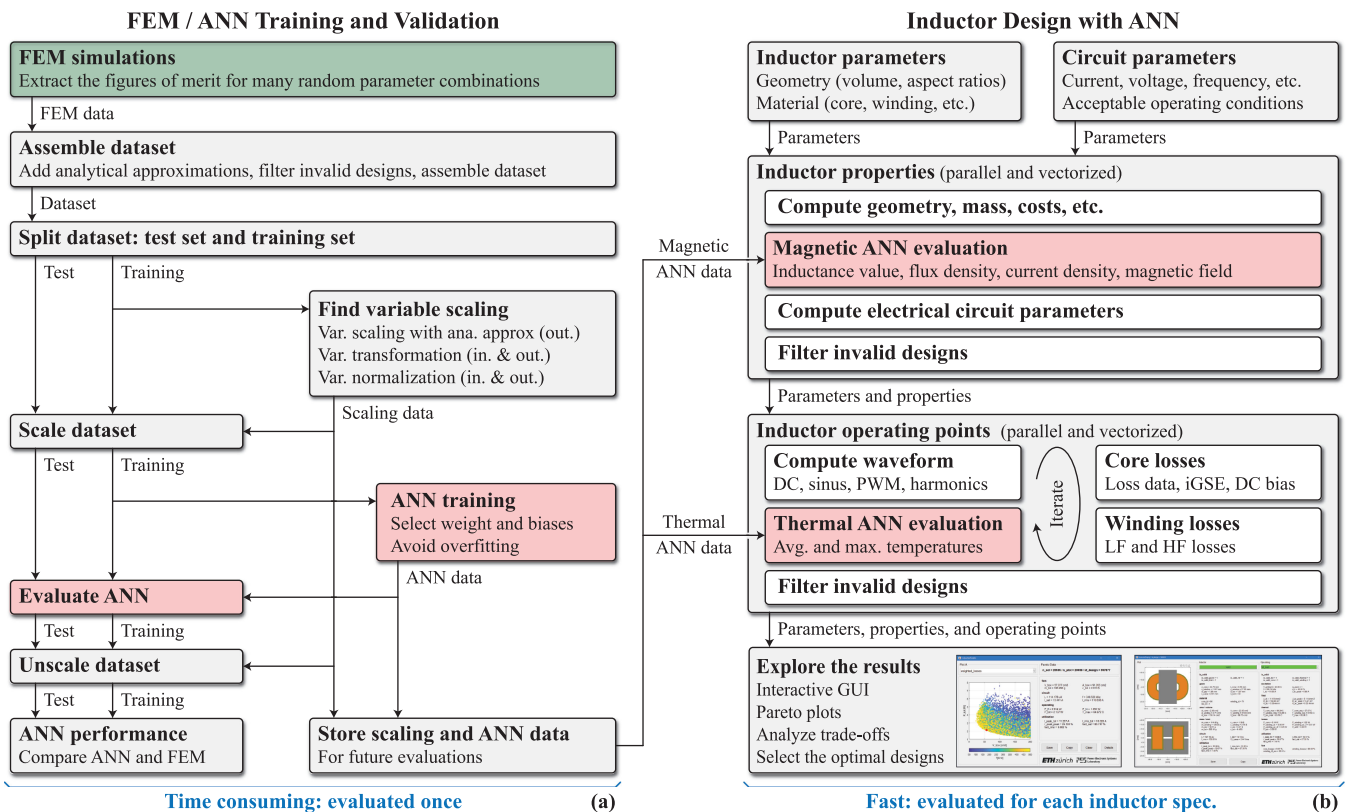 FEM / ANN Training and Validation
FEM simulations
Extract the figures of merit for many random parameter combinations
FEM data
Assemble dataset
Add analytical approximations, filter invalid designs, assemble dataset
Dataset
Split dataset: test set and training set
Test
Training
Find variable scaling
Var. scaling with ana. approx (out.)
Var. transformation (in. & out.)
Var. normalization (in. & out.)
Scaling data
Scale dataset
Test
Training
ANN training
Select weight and biases
Avoid overfitting
ANN data
Evaluate ANN
Test
Training
Unscale dataset
Test
Training
ANN performance
Compare ANN and FEM
Store scaling and ANN data
For future evaluations
Time consuming: evaluated once
(a)
Magnetic
ANN data
Thermal
ANN data
Inductor Design with ANN
Inductor parameters
Geometry (volume, aspect ratios)
Material (core, winding, etc.)
Circuit parameters
Current, voltage, frequency, etc.
Acceptable operating conditions
Parameters
Parameters
Inductor properties (parallel and vectorized)
Compute geometry, mass, costs, etc.
Magnetic ANN evaluation
Inductance value, flux density, current density, magnetic field
Compute electrical circuit parameters
Filter invalid designs
Parameters and properties
Inductor operating points (parallel and vectorized)
Compute waveform
DC, sinus, PWM, harmonics
Thermal ANN evaluation
Avg. and max. temperatures
Iterate
Core losses
Loss data, iGSE, DC bias
Winding losses
LF and HF losses
Filter invalid designs
Parameters, properties, and operating points
Explore the results
Interactive GUI
Pareto plots
Analyze trade-offs
Select the optimal designs
ETH zürich
PES
ETH zürich
PES
Fast: evaluated for each inductor spec.
(b)